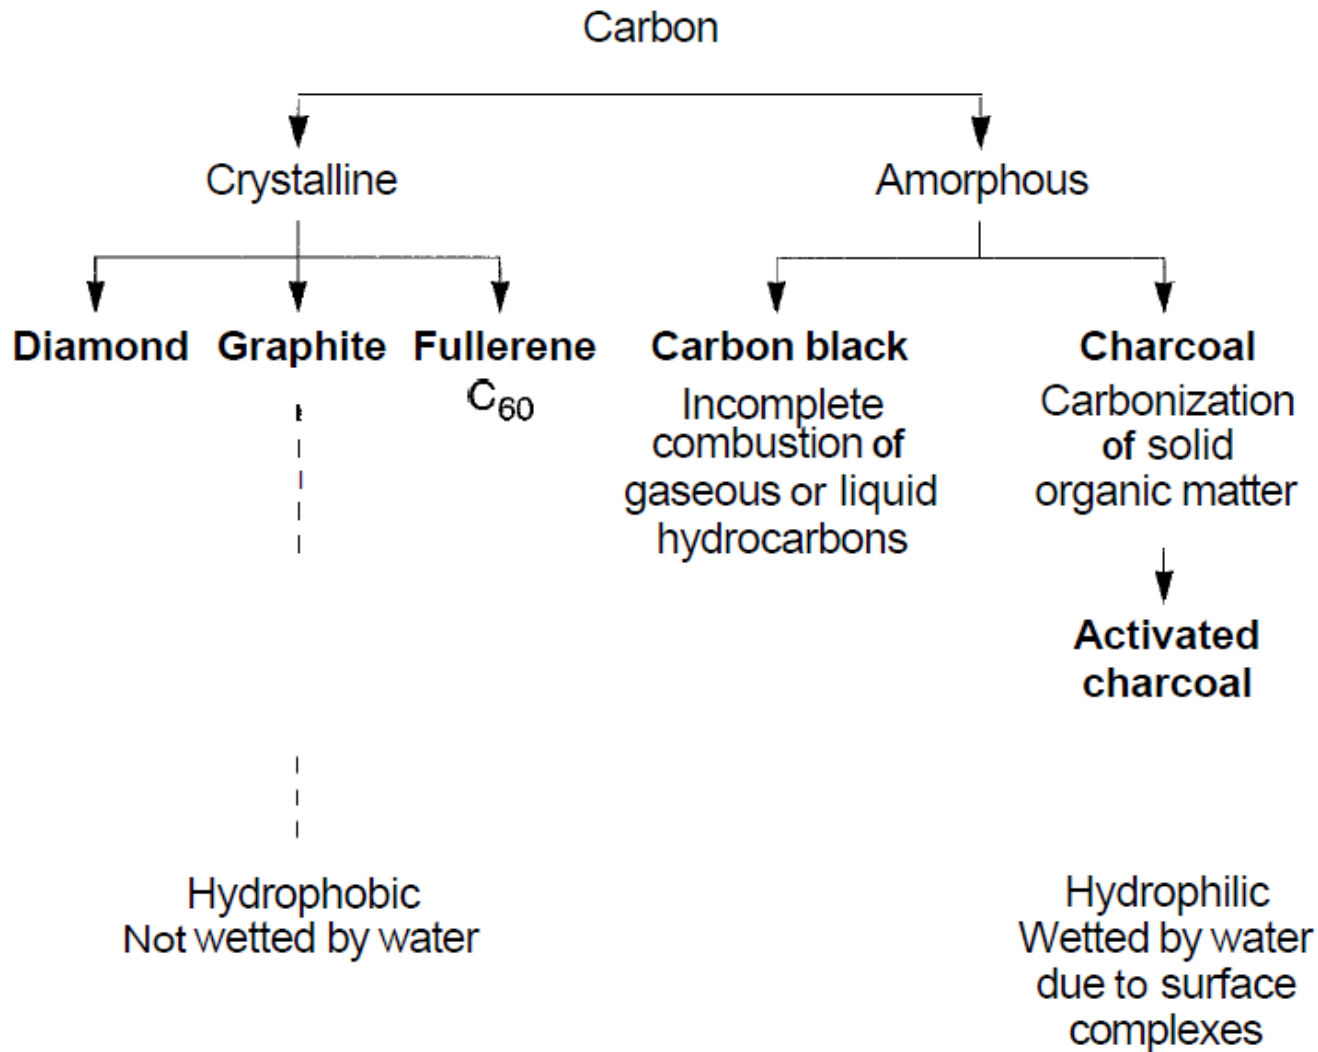 Carbon
Crystalline
Amorphous
Diamond
Graphite
Fullerene
C₆₀
Carbon black
Incomplete
combustion of
gaseous or liquid
hydrocarbons
Charcoal
Carbonization
of solid
organic matter
Activated
charcoal
Hydrophobic
Not wetted by water
Hydrophilic
Wetted by water
due to surface
complexes